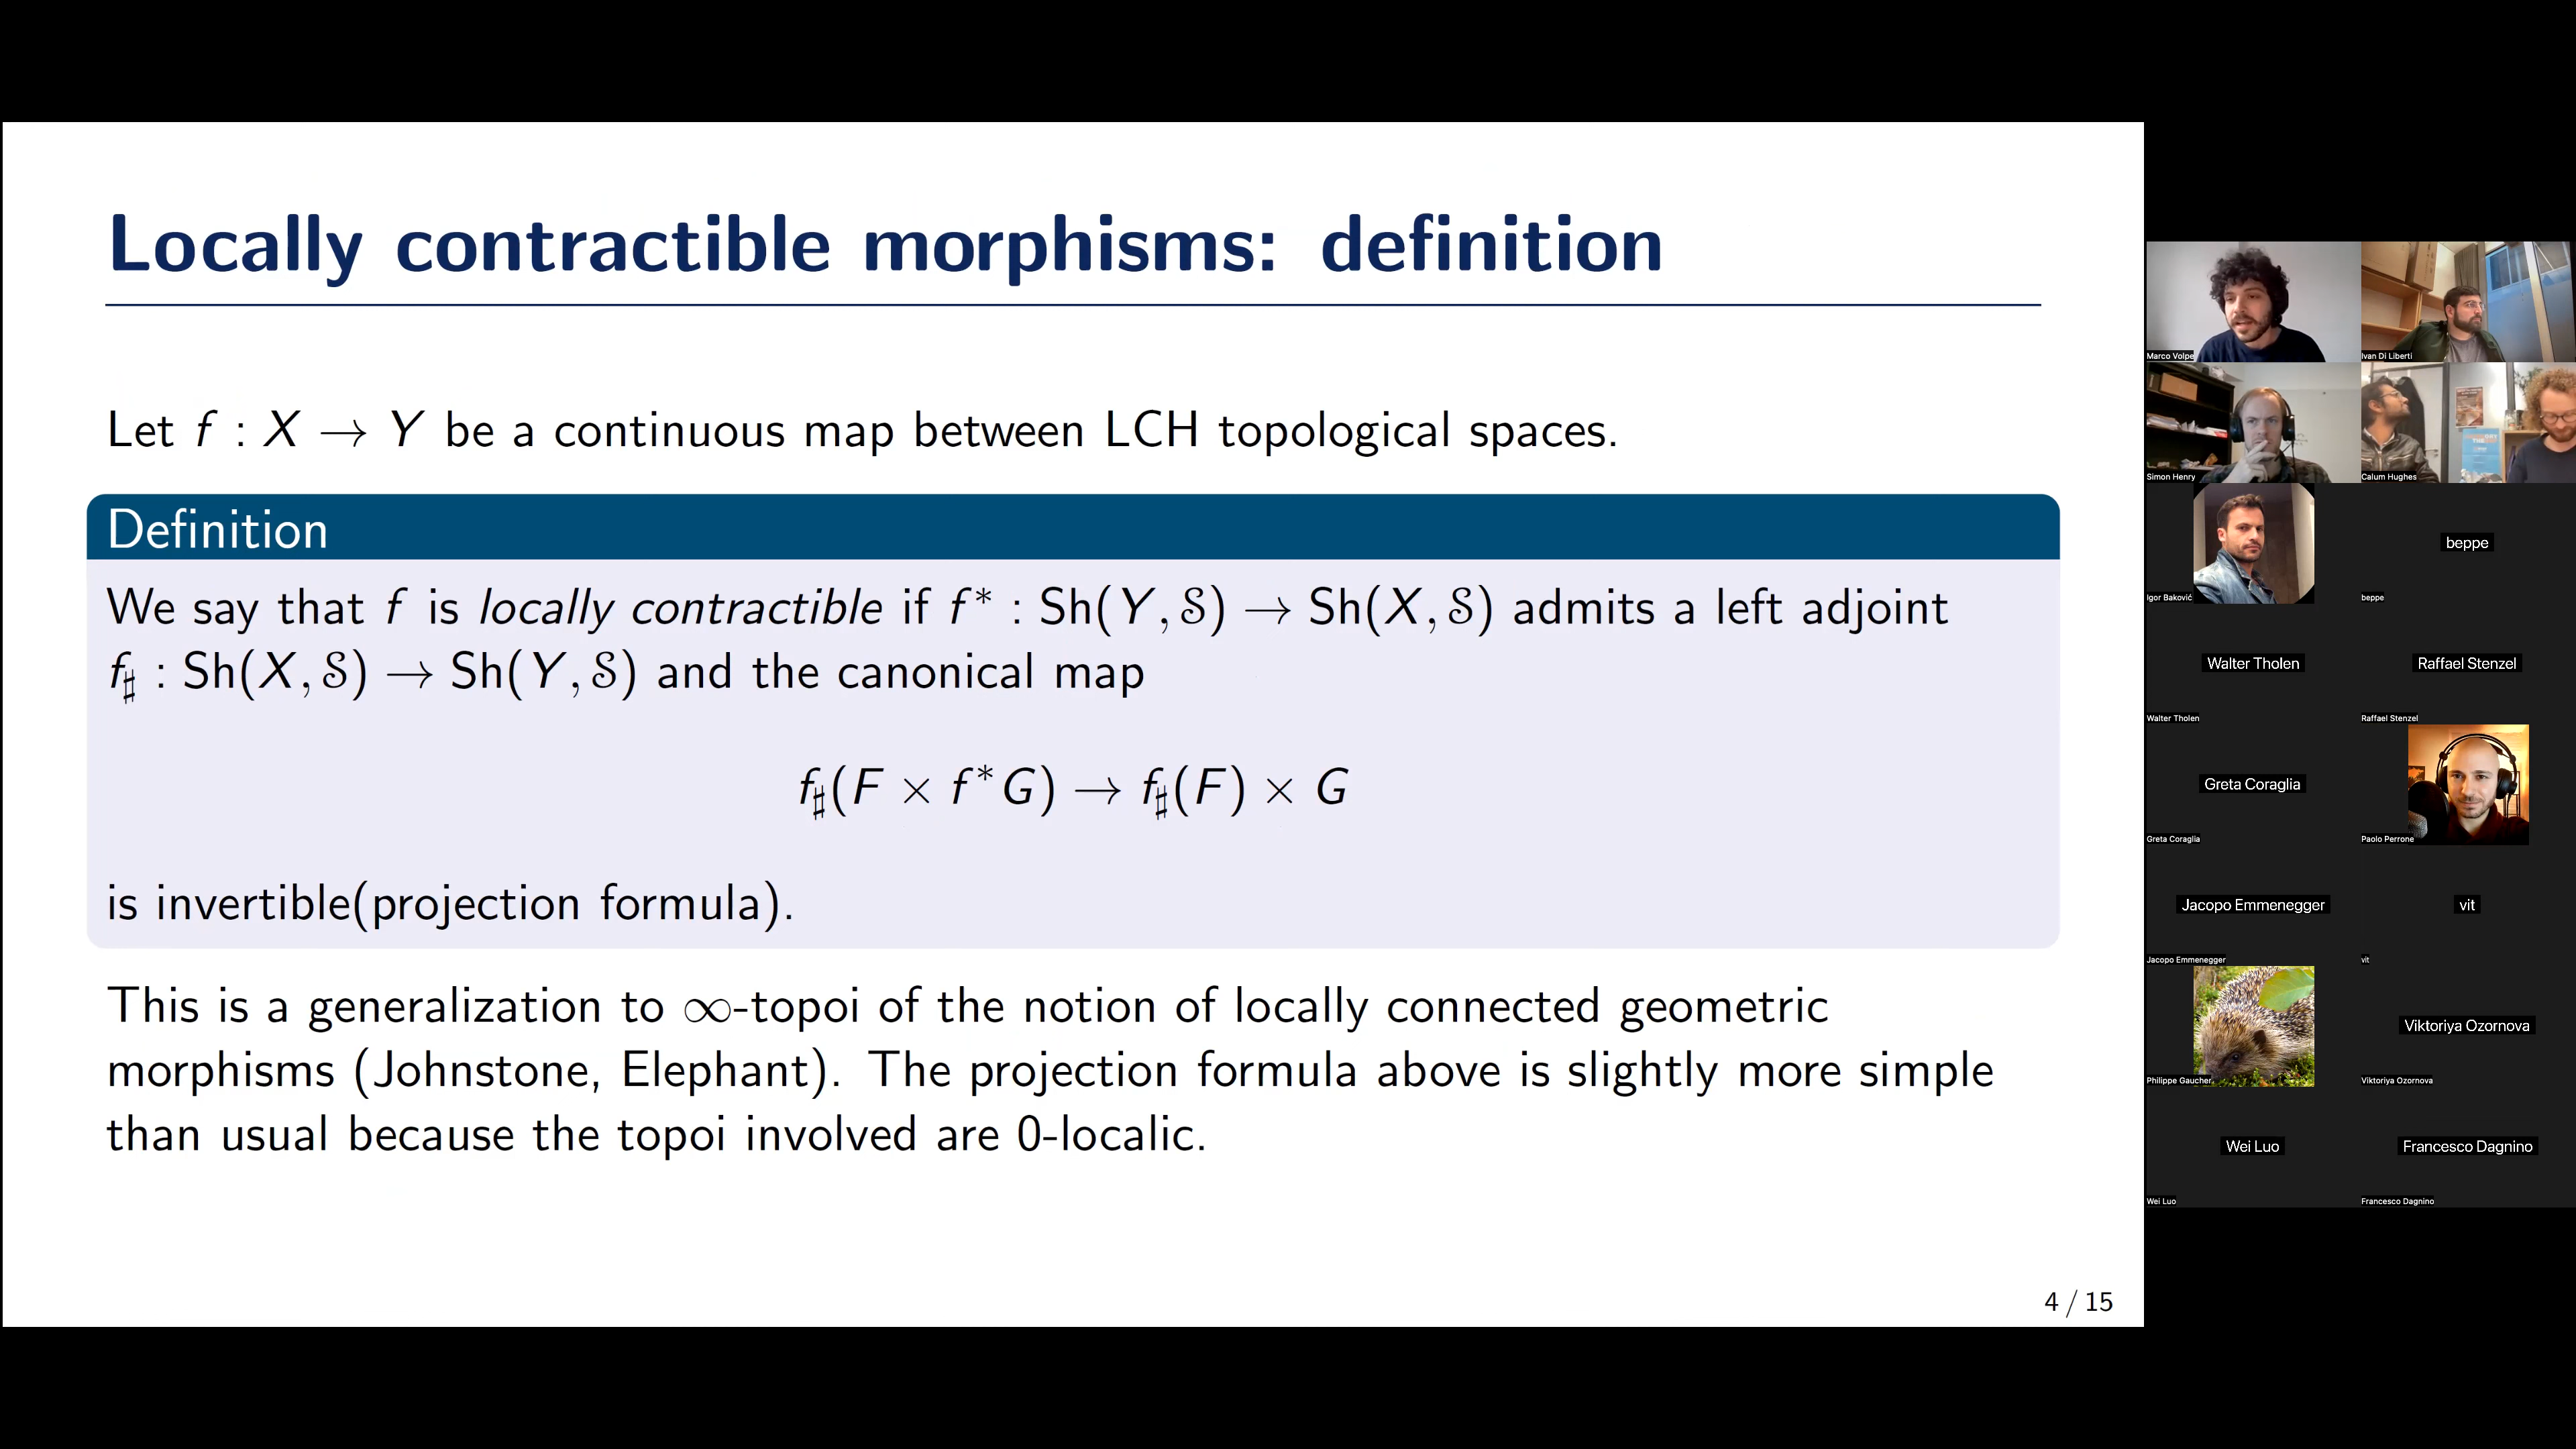 Locally contractible morphisms: definition
Let f : X → Y be a continuous map between LCH topological spaces.
Definition
We say that f is locally contractible if f* : Sh(Y, 𝒮) → Sh(X, 𝒮) admits a left adjoint
f♯ : Sh(X, 𝒮) → Sh(Y, 𝒮) and the canonical map
f♯(F × f*G) → f♯(F) × G
is invertible(projection formula).
This is a generalization to ∞-topoi of the notion of locally connected geometric
morphisms (Johnstone, Elephant). The projection formula above is slightly more simple
than usual because the topoi involved are 0-localic.
4 / 15
Marco Volpe
Ivan Di Liberti
Simon Henry
Calum Hughes
Igor Baković
beppe
beppe
Walter Tholen
Walter Tholen
Raffael Stenzel
Raffael Stenzel
Greta Coraglia
Greta Coraglia
Paolo Perrone
Jacopo Emmenegger
Jacopo Emmenegger
vit
vit
Philippe Gaucher
Viktoriya Ozornova
Viktoriya Ozornova
Wei Luo
Wei Luo
Francesco Dagnino
Francesco Dagnino